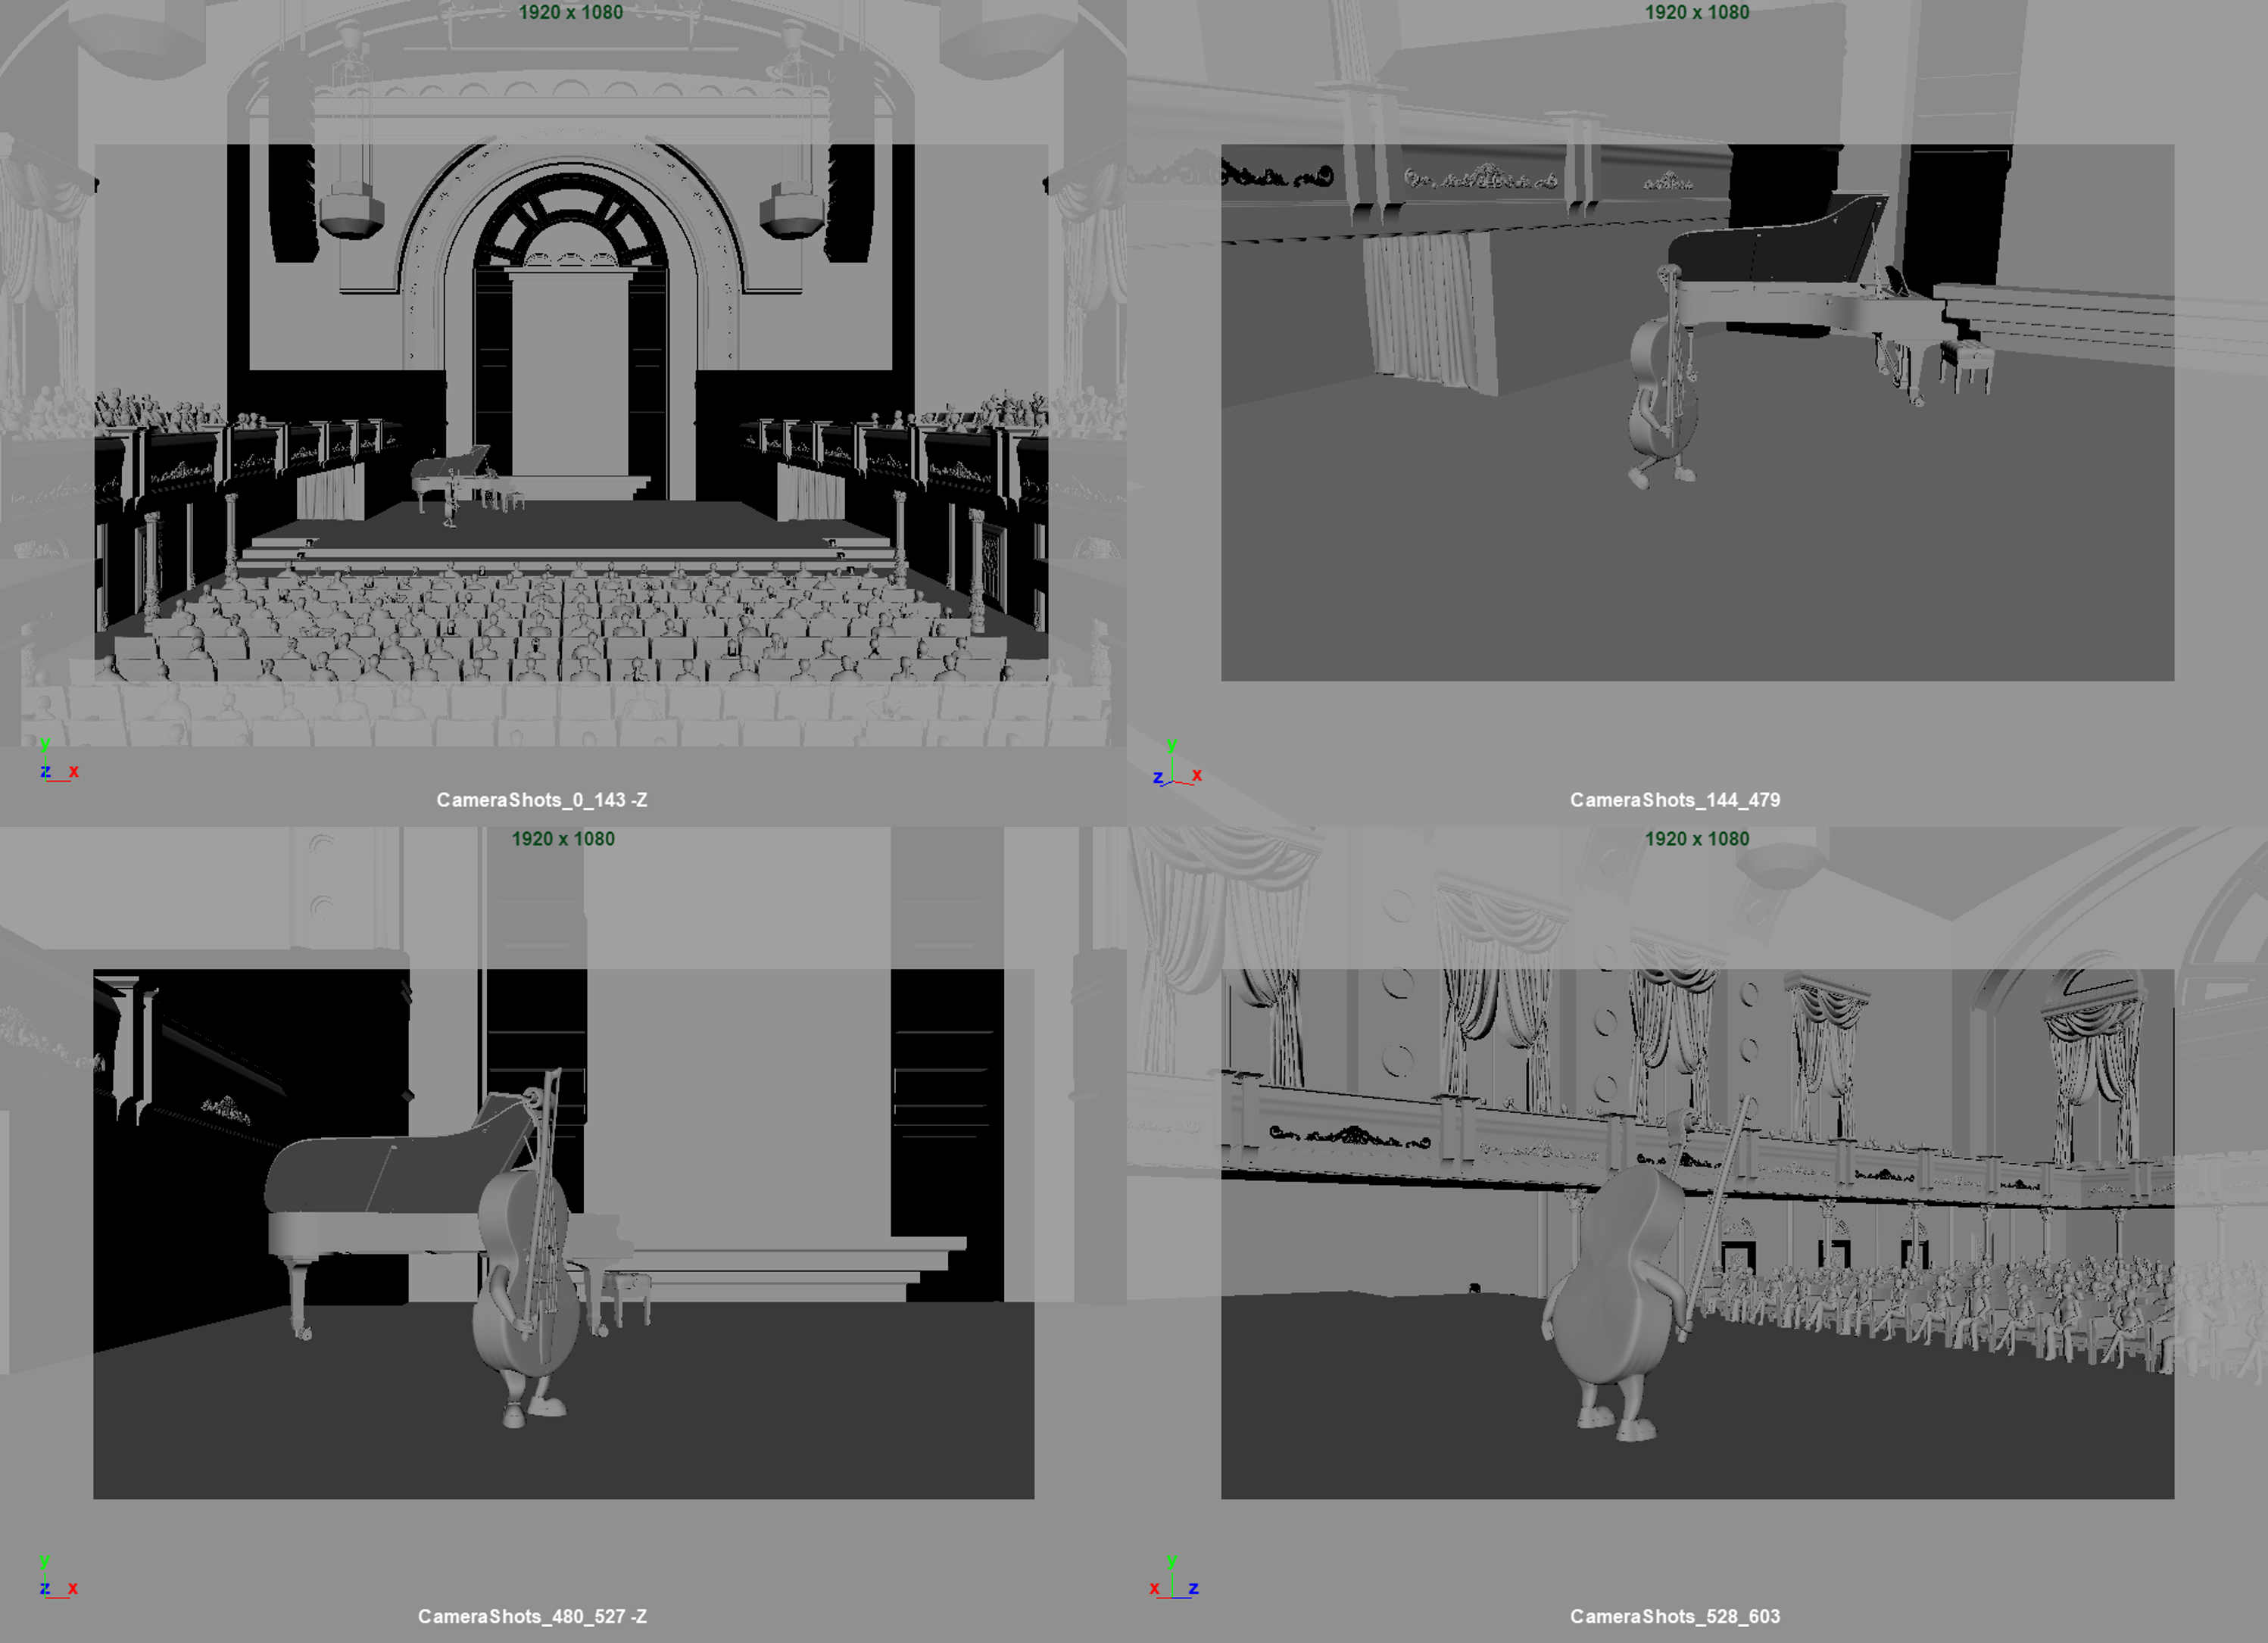 1920 x 1080
1920 x 1080
y
z x
y
z x
CameraShots_0_143 -Z
CameraShots_144_479
1920 x 1080
1920 x 1080
y
z x
y
x z
CameraShots_480_527 -Z
CameraShots_528_603